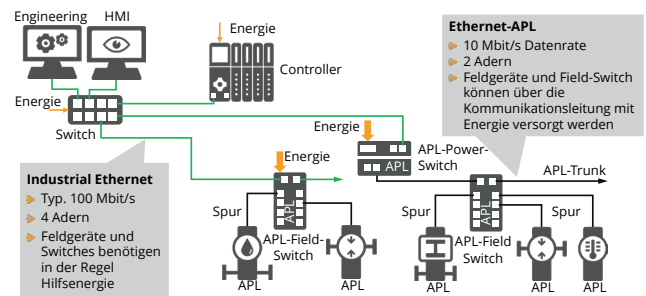 Engineering HMI
Energie
Controller
Energie
Switch
Ethernet-APL
10 Mbit/s Datenrate
2 Adern
Feldgeräte und Field-Switch
können über die
Kommunikationsleitung mit
Energie versorgt werden
Energie
APL
APL-Power-
Switch
Industrial Ethernet
Typ. 100 Mbit/s
4 Adern
Feldgeräte und
Switches benötigen
in der Regel
Hilfsenergie
Energie
APL
Spur
APL-Field-
Switch
APL
APL
APL-Trunk
APL
Spur
Spur
APL-Field
Switch
APL
APL
APL